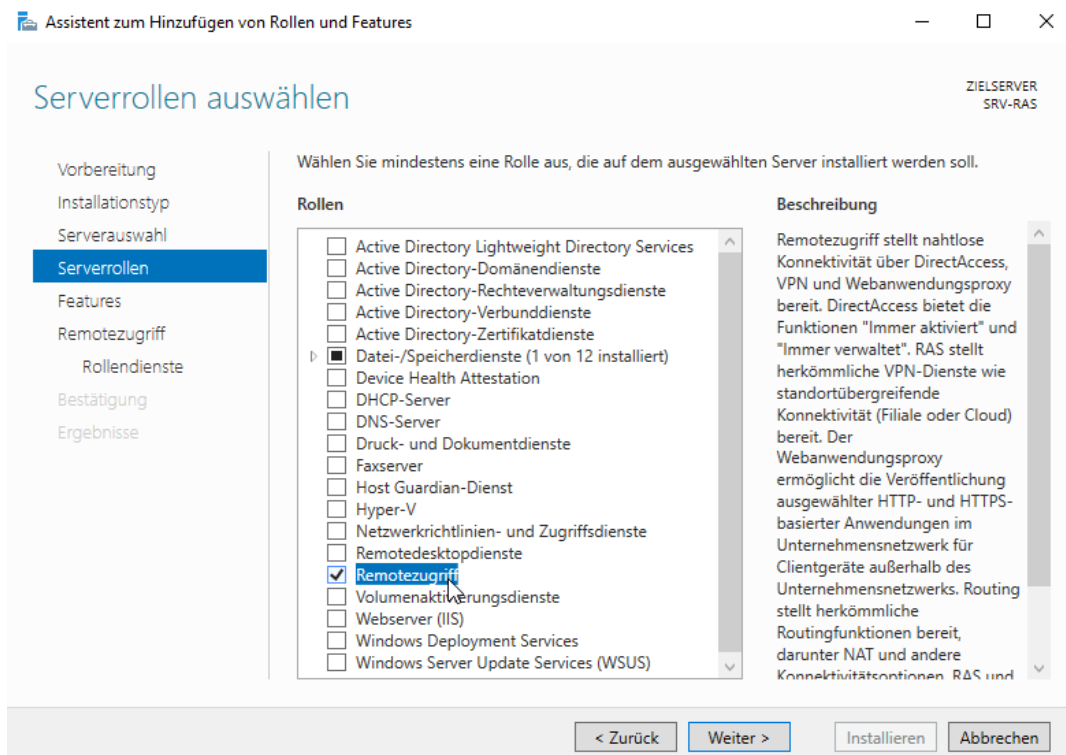 Assistent zum Hinzufügen von Rollen und Features
Serverrollen auswählen
ZIELSERVER
SRV-RAS
Vorbereitung
Installationstyp
Serverauswahl
Serverrollen
Features
Remotezugriff
Rollendienste
Bestätigung
Ergebnisse
Wählen Sie mindestens eine Rolle aus, die auf dem ausgewählten Server installiert werden soll.
Rollen
Active Directory Lightweight Directory Services
Active Directory-Domänendienste
Active Directory-Rechteverwaltungsdienste
Active Directory-Verbunddienste
Active Directory-Zertifikatdienste
Datei-/Speicherdienste (1 von 12 installiert)
Device Health Attestation
DHCP-Server
DNS-Server
Druck- und Dokumentdienste
Faxserver
Host Guardian-Dienst
Hyper-V
Netzwerkrichtlinien- und Zugriffsdienste
Remotedesktopdienste
Remotezugriff
Volumenaktivierungsdienste
Webserver (IIS)
Windows Deployment Services
Windows Server Update Services (WSUS)
Beschreibung
Remotezugriff stellt nahtlose
Konnektivität über DirectAccess,
VPN und Webanwendungsproxy
bereit. DirectAccess bietet die
Funktionen "Immer aktiviert" und
"Immer verwaltet". RAS stellt
herkömmliche VPN-Dienste wie
standortübergreifende
Konnektivität (Filiale oder Cloud)
bereit. Der
Webanwendungsproxy
ermöglicht die Veröffentlichung
ausgewählter HTTP- und HTTPS-
basierter Anwendungen im
Unternehmensnetzwerk für
Clientgeräte außerhalb des
Unternehmensnetzwerks. Routing
stellt herkömmliche
Routingfunktionen bereit,
darunter NAT und andere
Konnektivitätsoptionen. RAS und
< Zurück
Weiter >
Installieren
Abbrechen